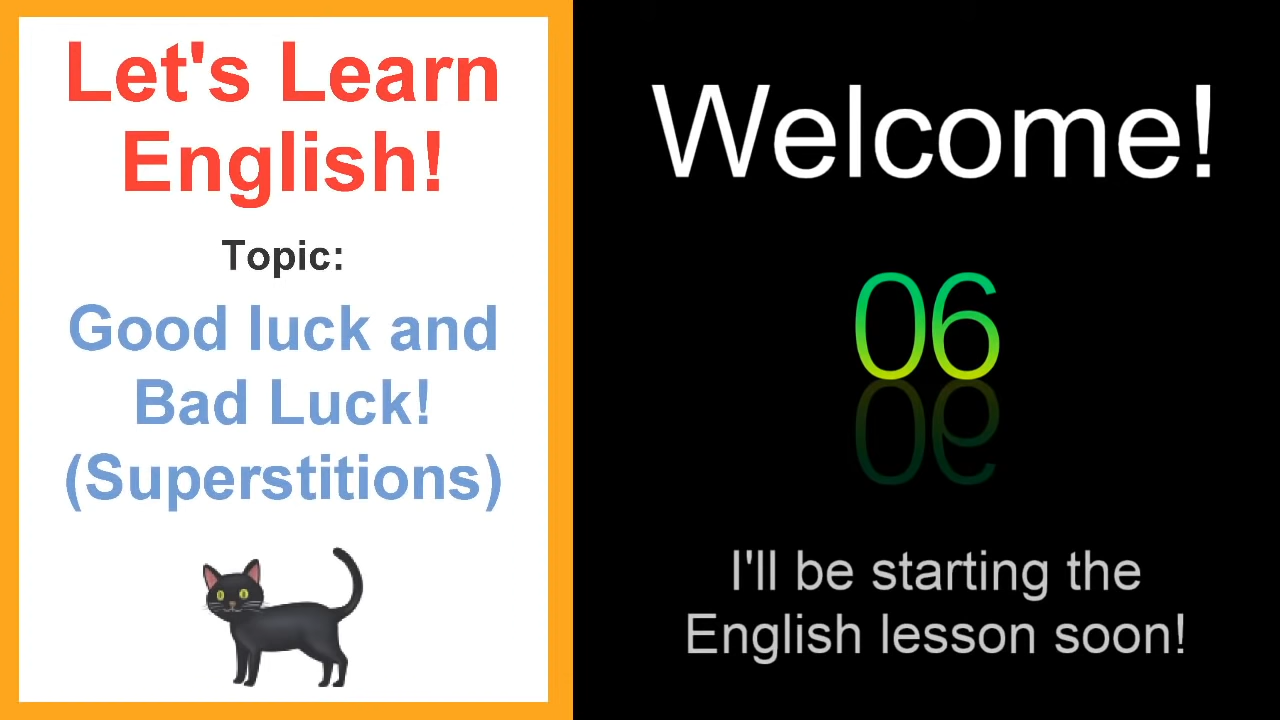 Let's Learn
English!
Topic:
Good luck and
Bad Luck!
(Superstitions)
Welcome!
06
I'll be starting the
English lesson soon!